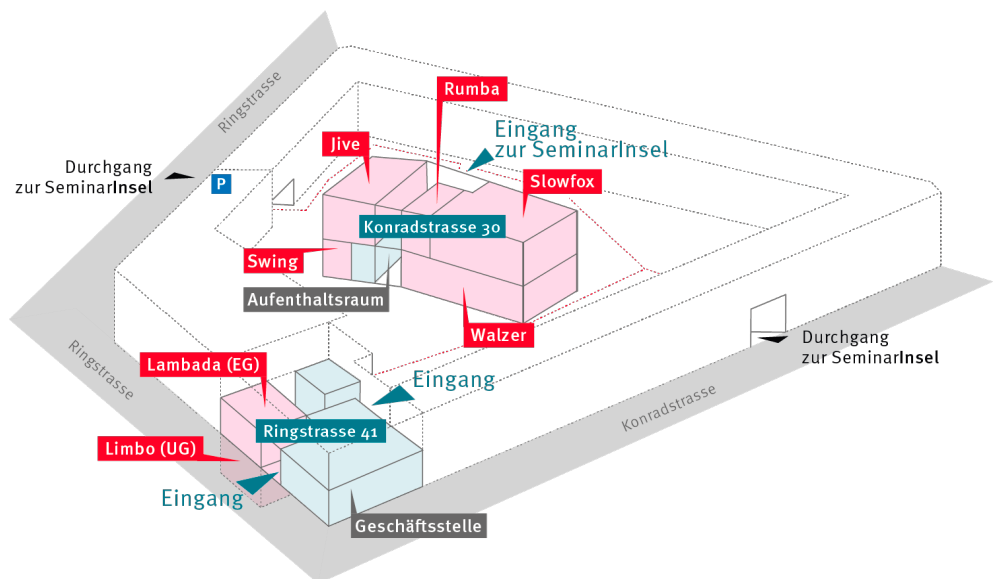 Ringstrasse
Rumba
Eingang
zur SeminarInsel
Jive
Durchgang
zur SeminarInsel
P
Slowfox
Konradstrasse 30
Swing
Aufenthaltsraum
Walzer
Durchgang
zur SeminarInsel
Ringstrasse
Lambada (EG)
Eingang
Konradstrasse
Ringstrasse 41
Limbo (UG)
Eingang
Geschäftsstelle